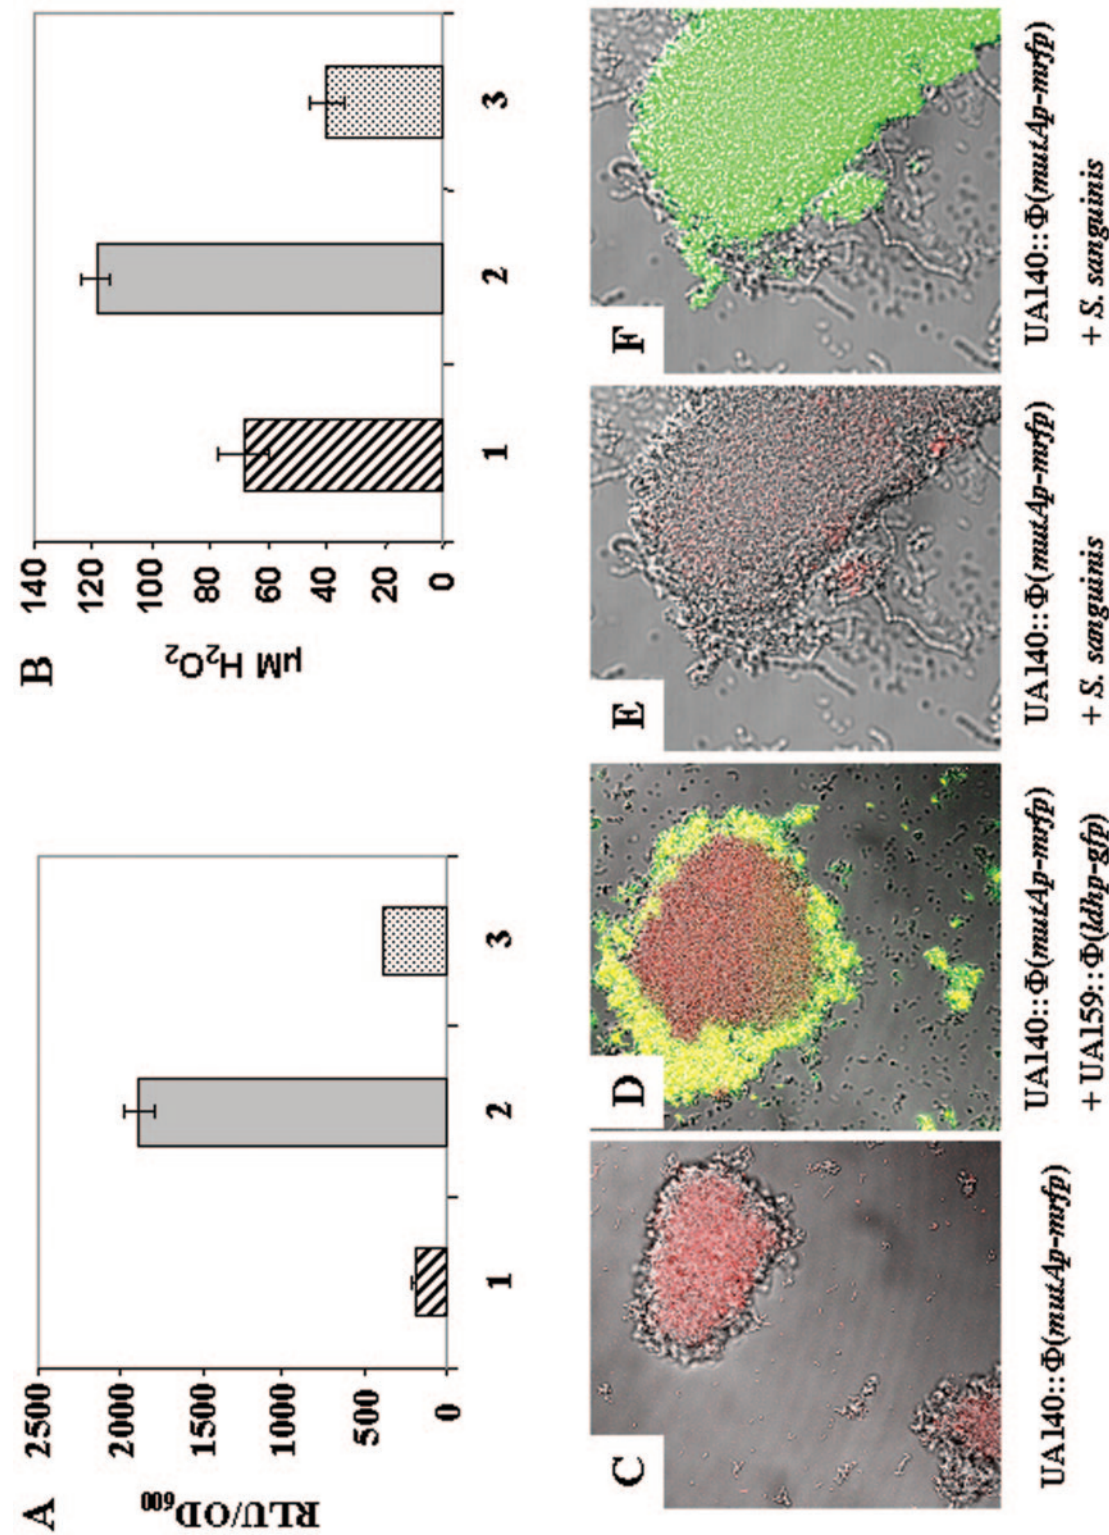 A
RLU/OD600
2500
2000
1500
1000
500
0
1
2
3
B
µM H2O2
140
120
100
80
60
40
20
0
1
2
3
C
UA140::Φ(mutAp-mrfp)
D
UA140::Φ(mutAp-mrfp)
+ UA159::Φ(ldhp-gfp)
E
UA140::Φ(mutAp-mrfp)
+ S. sanguinis
F
UA140::Φ(mutAp-mrfp)
+ S. sanguinis